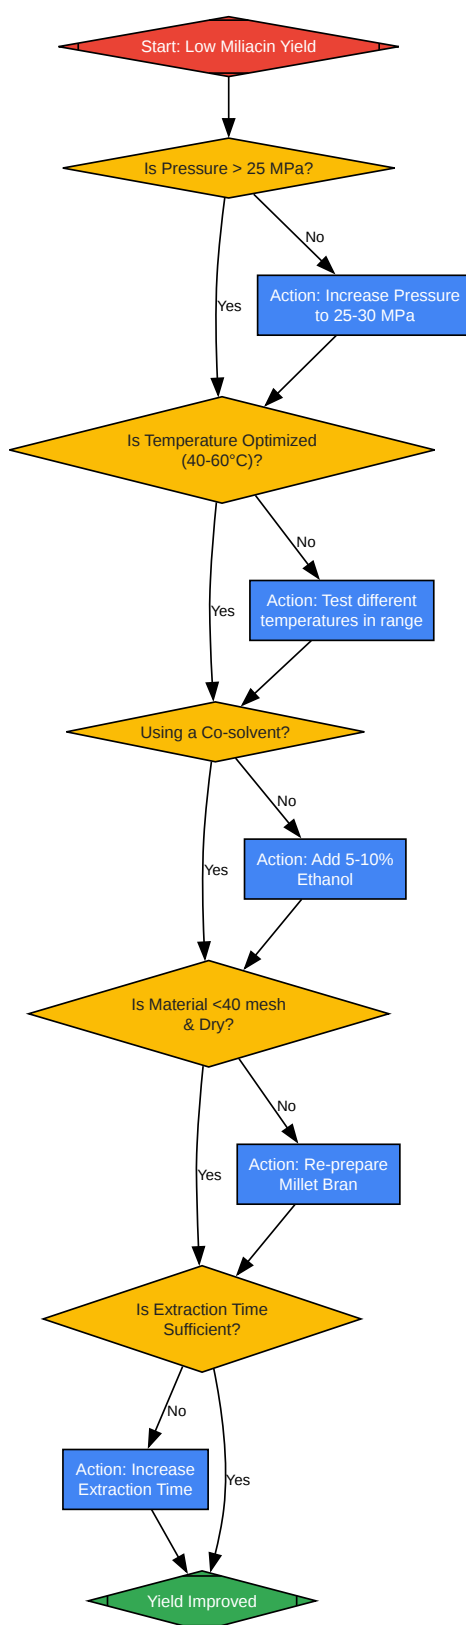 Start: Low Miliacin Yield
Is Pressure > 25 MPa?
No
Action: Increase Pressure
to 25-30 MPa
Yes
Is Temperature Optimized
(40-60°C)?
No
Action: Test different
temperatures in range
Yes
Using a Co-solvent?
No
Action: Add 5-10%
Ethanol
Yes
Is Material <40 mesh
& Dry?
No
Action: Re-prepare
Millet Bran
Yes
Is Extraction Time
Sufficient?
No
Action: Increase
Extraction Time
Yes
Yield Improved